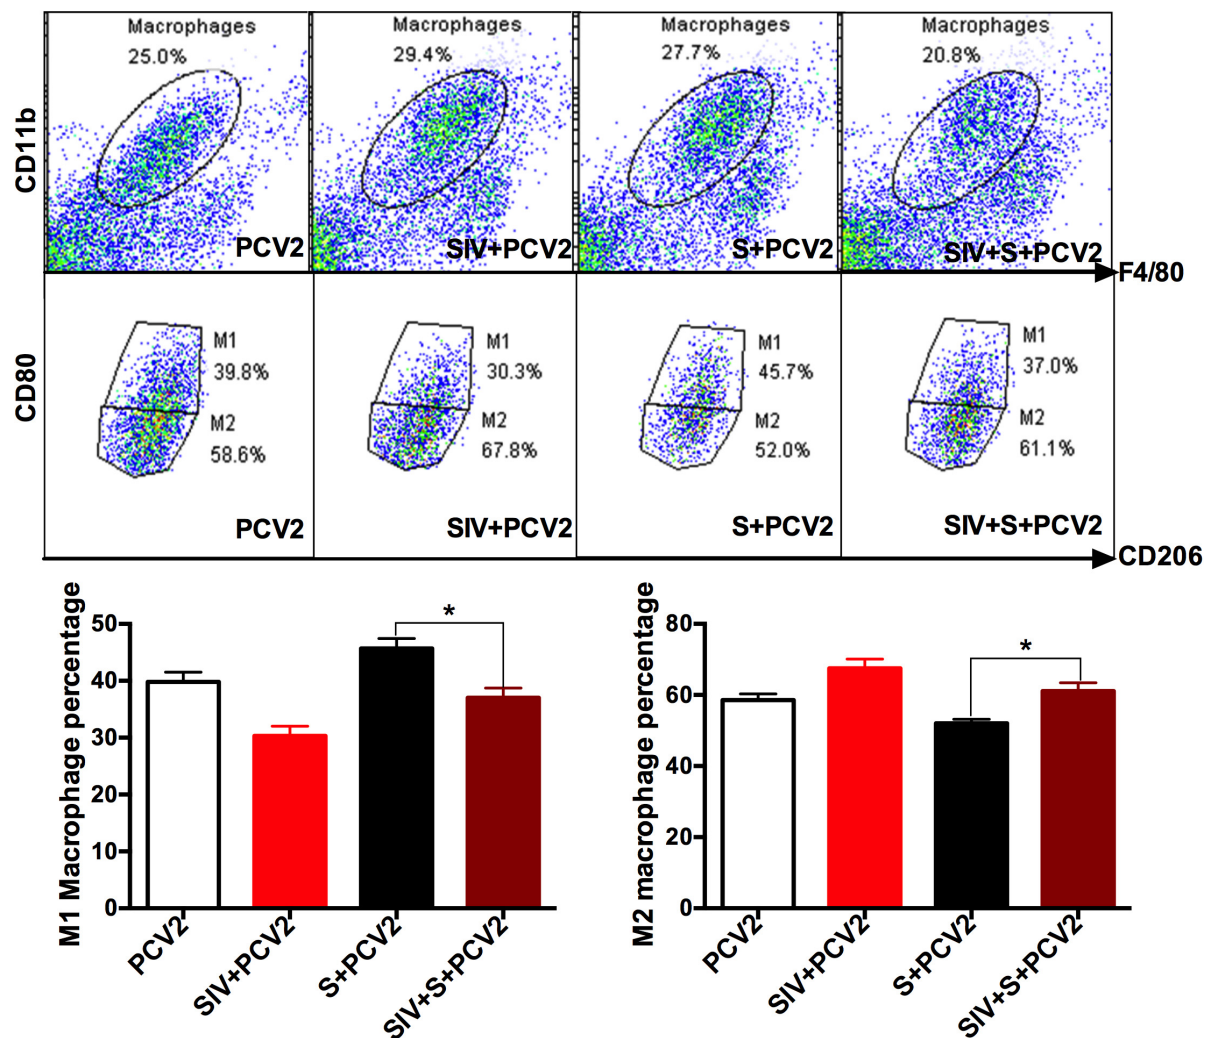 Macrophages
25.0%
Macrophages
29.4%
Macrophages
27.7%
Macrophages
20.8%
CD11b
PCV2
SIV+PCV2
S+PCV2
SIV+S+PCV2
F4/80
CD80
M1
39.8%
M2
58.6%
M1
30.3%
M2
67.8%
M1
45.7%
M2
52.0%
M1
37.0%
M2
61.1%
PCV2
SIV+PCV2
S+PCV2
SIV+S+PCV2
CD206
M1 Macrophage percentage
50
40
30
20
10
0
*
PCV2
SIV+PCV2
S+PCV2
SIV+S+PCV2
M2 macrophage percentage
80
60
40
20
0
*
PCV2
SIV+PCV2
S+PCV2
SIV+S+PCV2